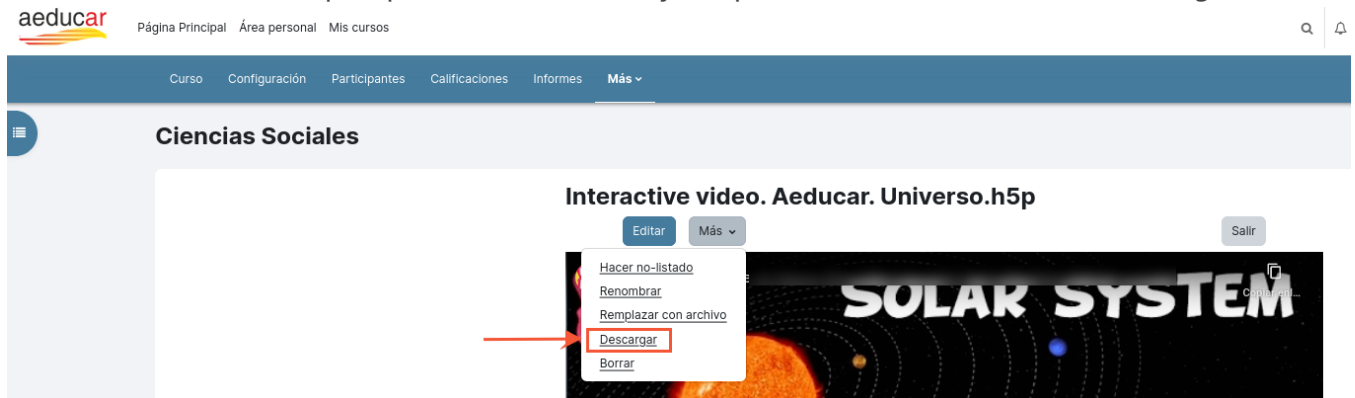 aeducar
Página Principal Área personal Mis cursos
Curso Configuración Participantes Calificaciones Informes Más
Ciencias Sociales
Interactive video. Aeducar. Universo.h5p
Editar Más Salir
Hacer no-listado
Renombrar
Remplazar con archivo
Descargar
Borrar
SOLAR SYSTEM